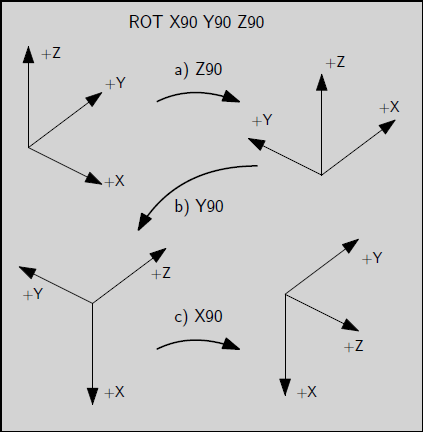 ROT X90 Y90 Z90
+Z
+Y
+X
a) Z90
+Z
+X
+Y
b) Y90
+Z
+Y
+X
c) X90
+Y
+Z
+X